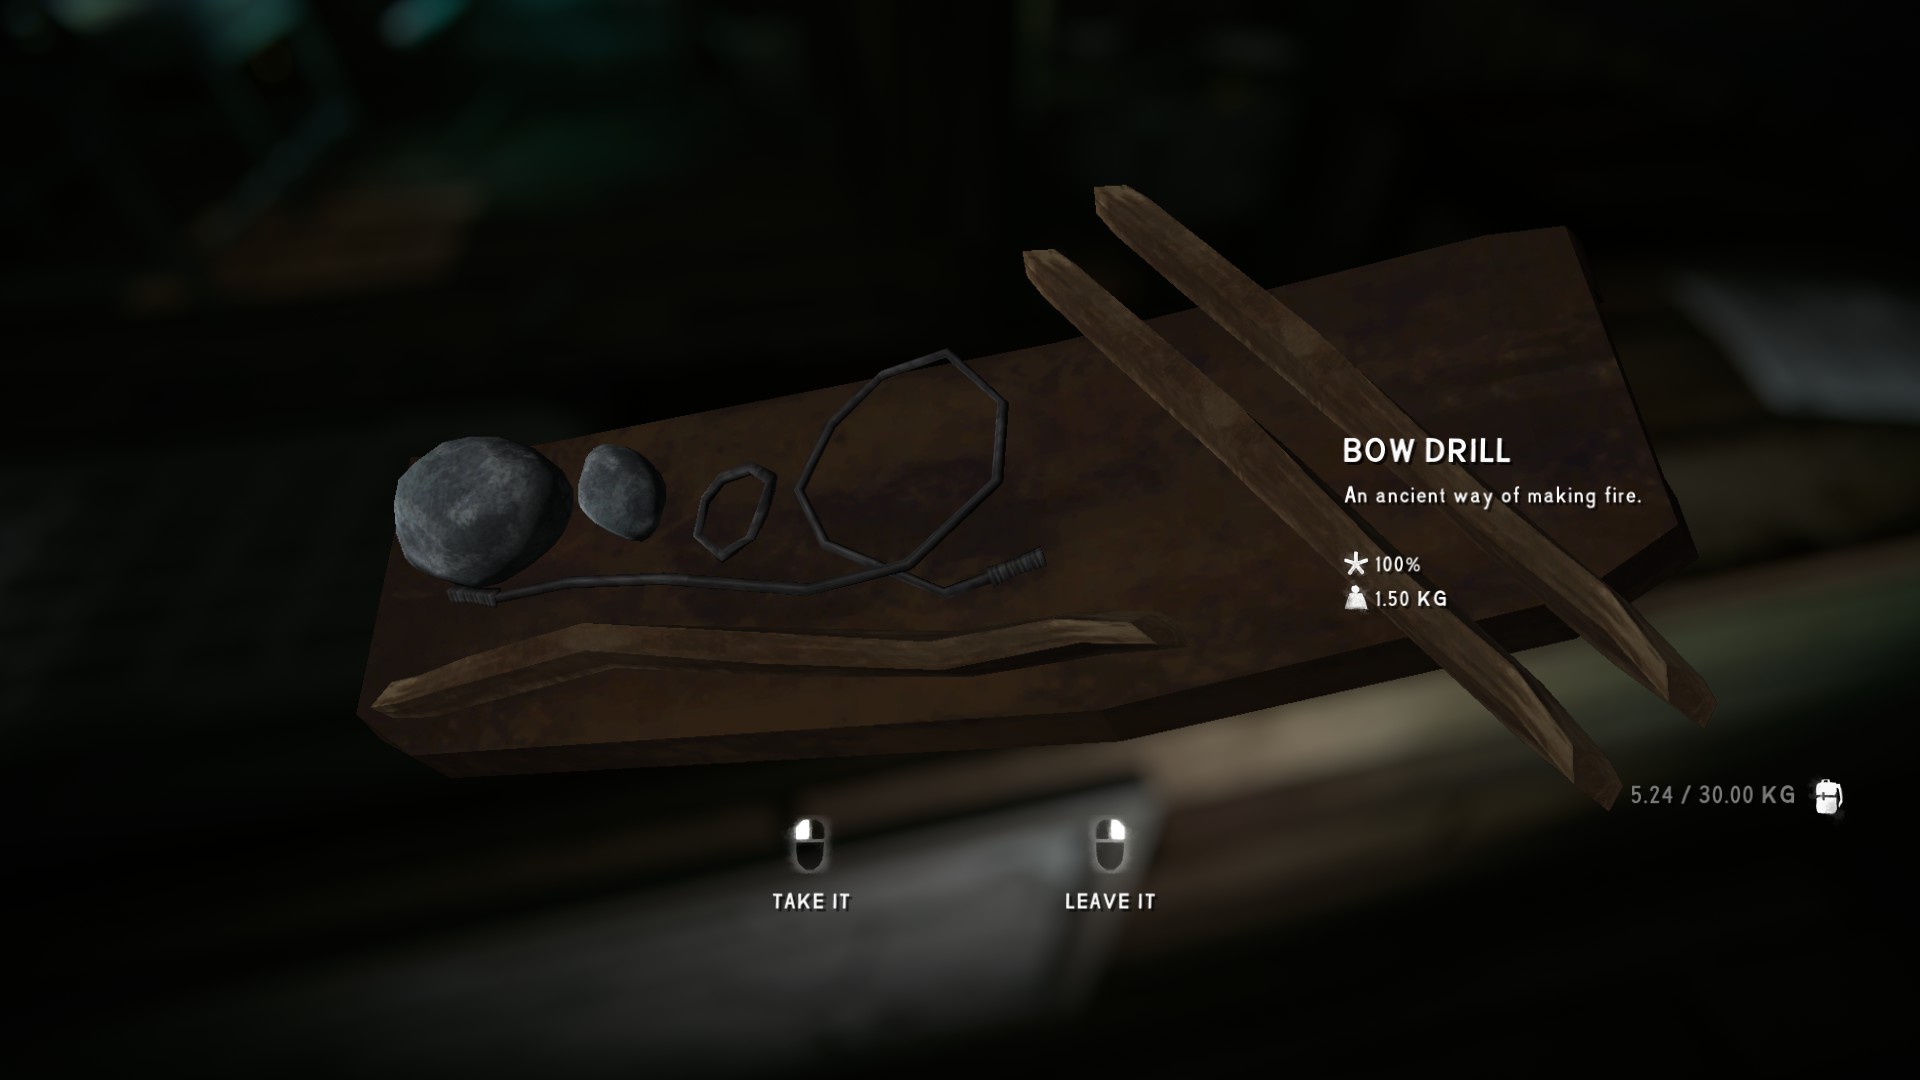 BOW DRILL
An ancient way of making fire.
100%
1.50 KG
5.24 / 30.00 KG
TAKE IT
LEAVE IT